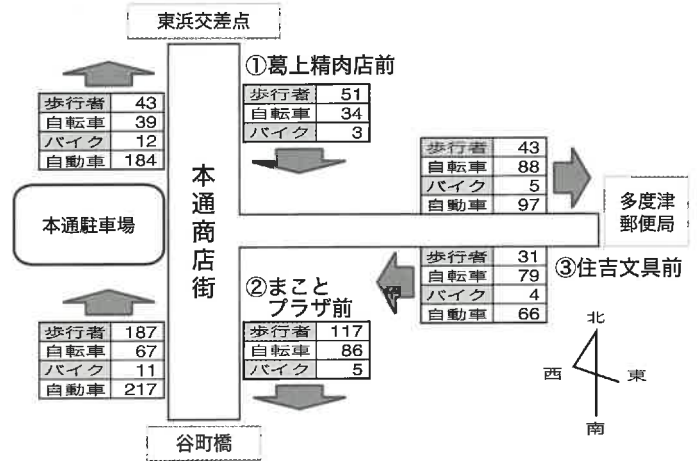 東浜交差点
①葛上精肉店前
歩行者 43
自転車 39
バイク 12
自動車 184
歩行者 51
自転車 34
バイク 3
歩行者 43
自転車 88
バイク 5
自動車 97
本通商店街
本通駐車場
多度津
郵便局
歩行者 31
自転車 79
バイク 4
自動車 66
③住吉文具前
②まこと
プラザ前
歩行者 187
自転車 67
バイク 11
自動車 217
歩行者 117
自転車 86
バイク 5
谷町橋
北
西 東
南